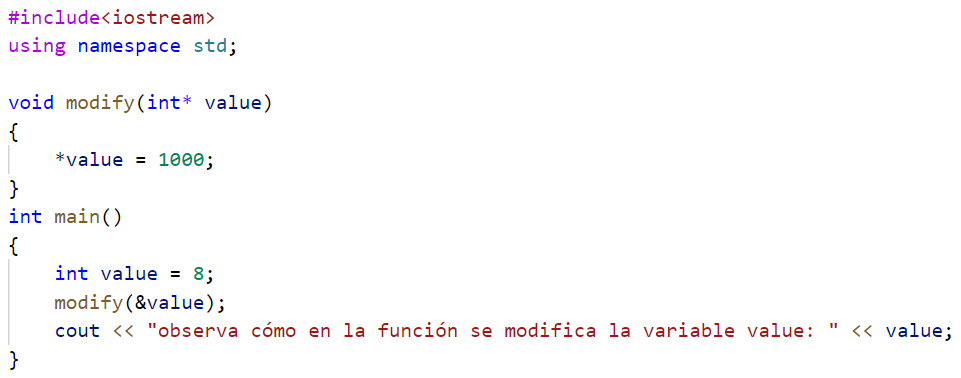 #include<iostream>
using namespace std;

void modify(int* value)
{
    *value = 1000;
}
int main()
{
    int value = 8;
    modify(&value);
    cout << "observa cómo en la función se modifica la variable value: " << value;
}